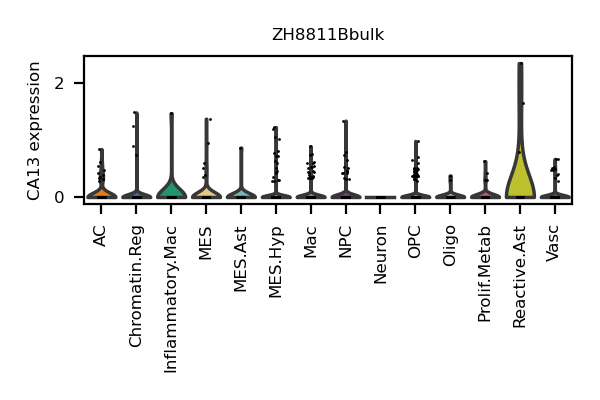 ZH8811Bbulk
CA13 expression
2
0
AC
Chromatin.Reg
Inflammatory.Mac
MES
MES.Ast
MES.Hyp
Mac
NPC
Neuron
OPC
Oligo
Prolif.Metab
Reactive.Ast
Vasc